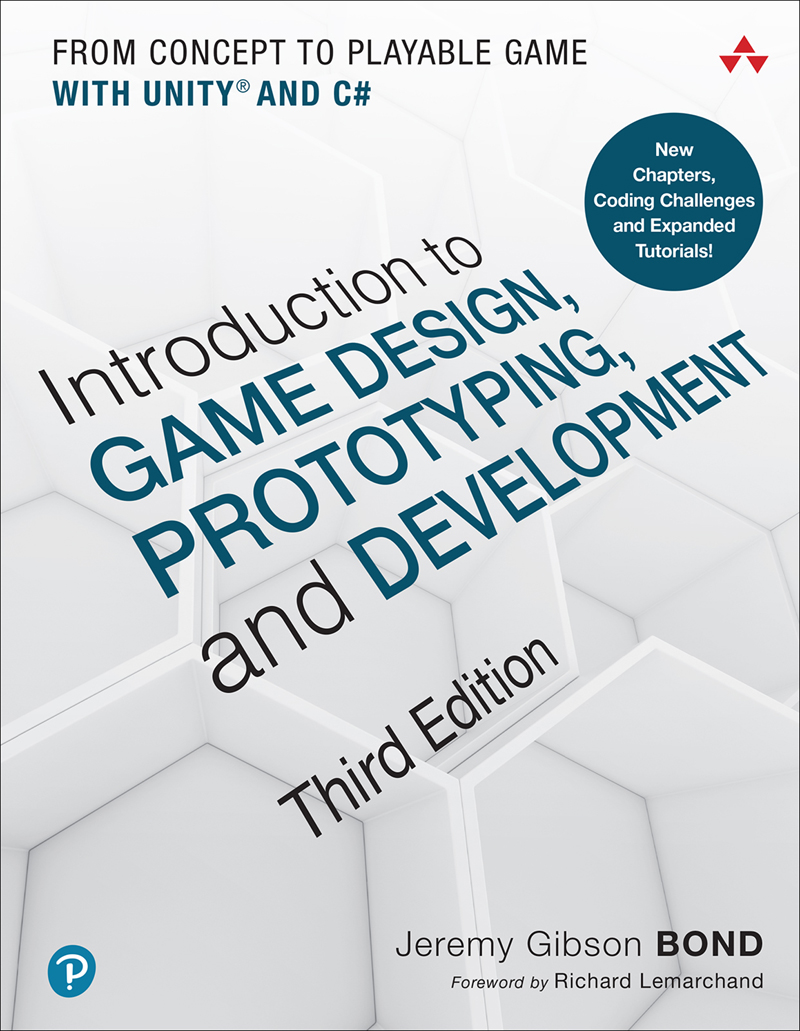 FROM CONCEPT TO PLAYABLE GAME
WITH UNITY® AND C#
New
Chapters,
Coding Challenges
and Expanded
Tutorials!
Introduction to
GAME DESIGN,
PROTOTYPING,
and DEVELOPMENT
Third Edition
Jeremy Gibson BOND
Foreword by Richard Lemarchand
P